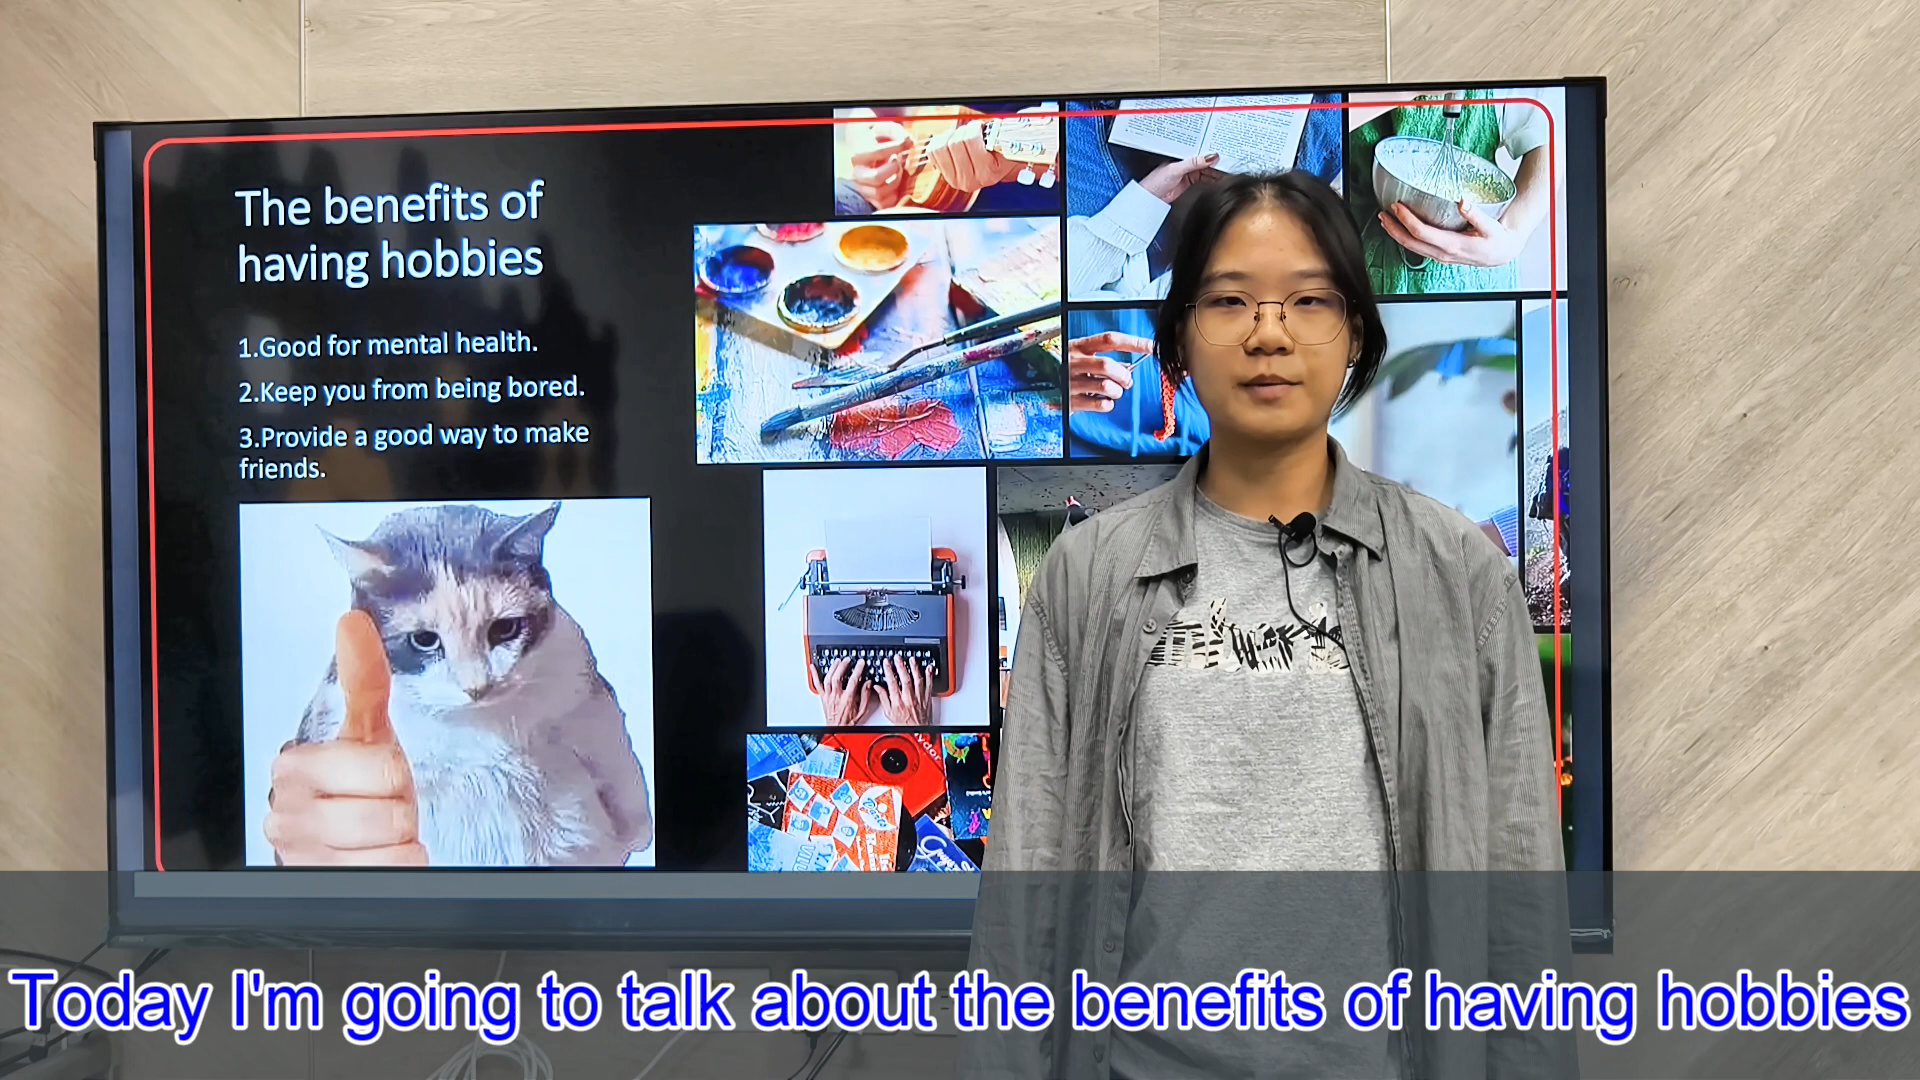 The benefits of
having hobbies
1.Good for mental health.
2.Keep you from being bored.
3.Provide a good way to make
friends.
Today I'm going to talk about the benefits of having hobbies